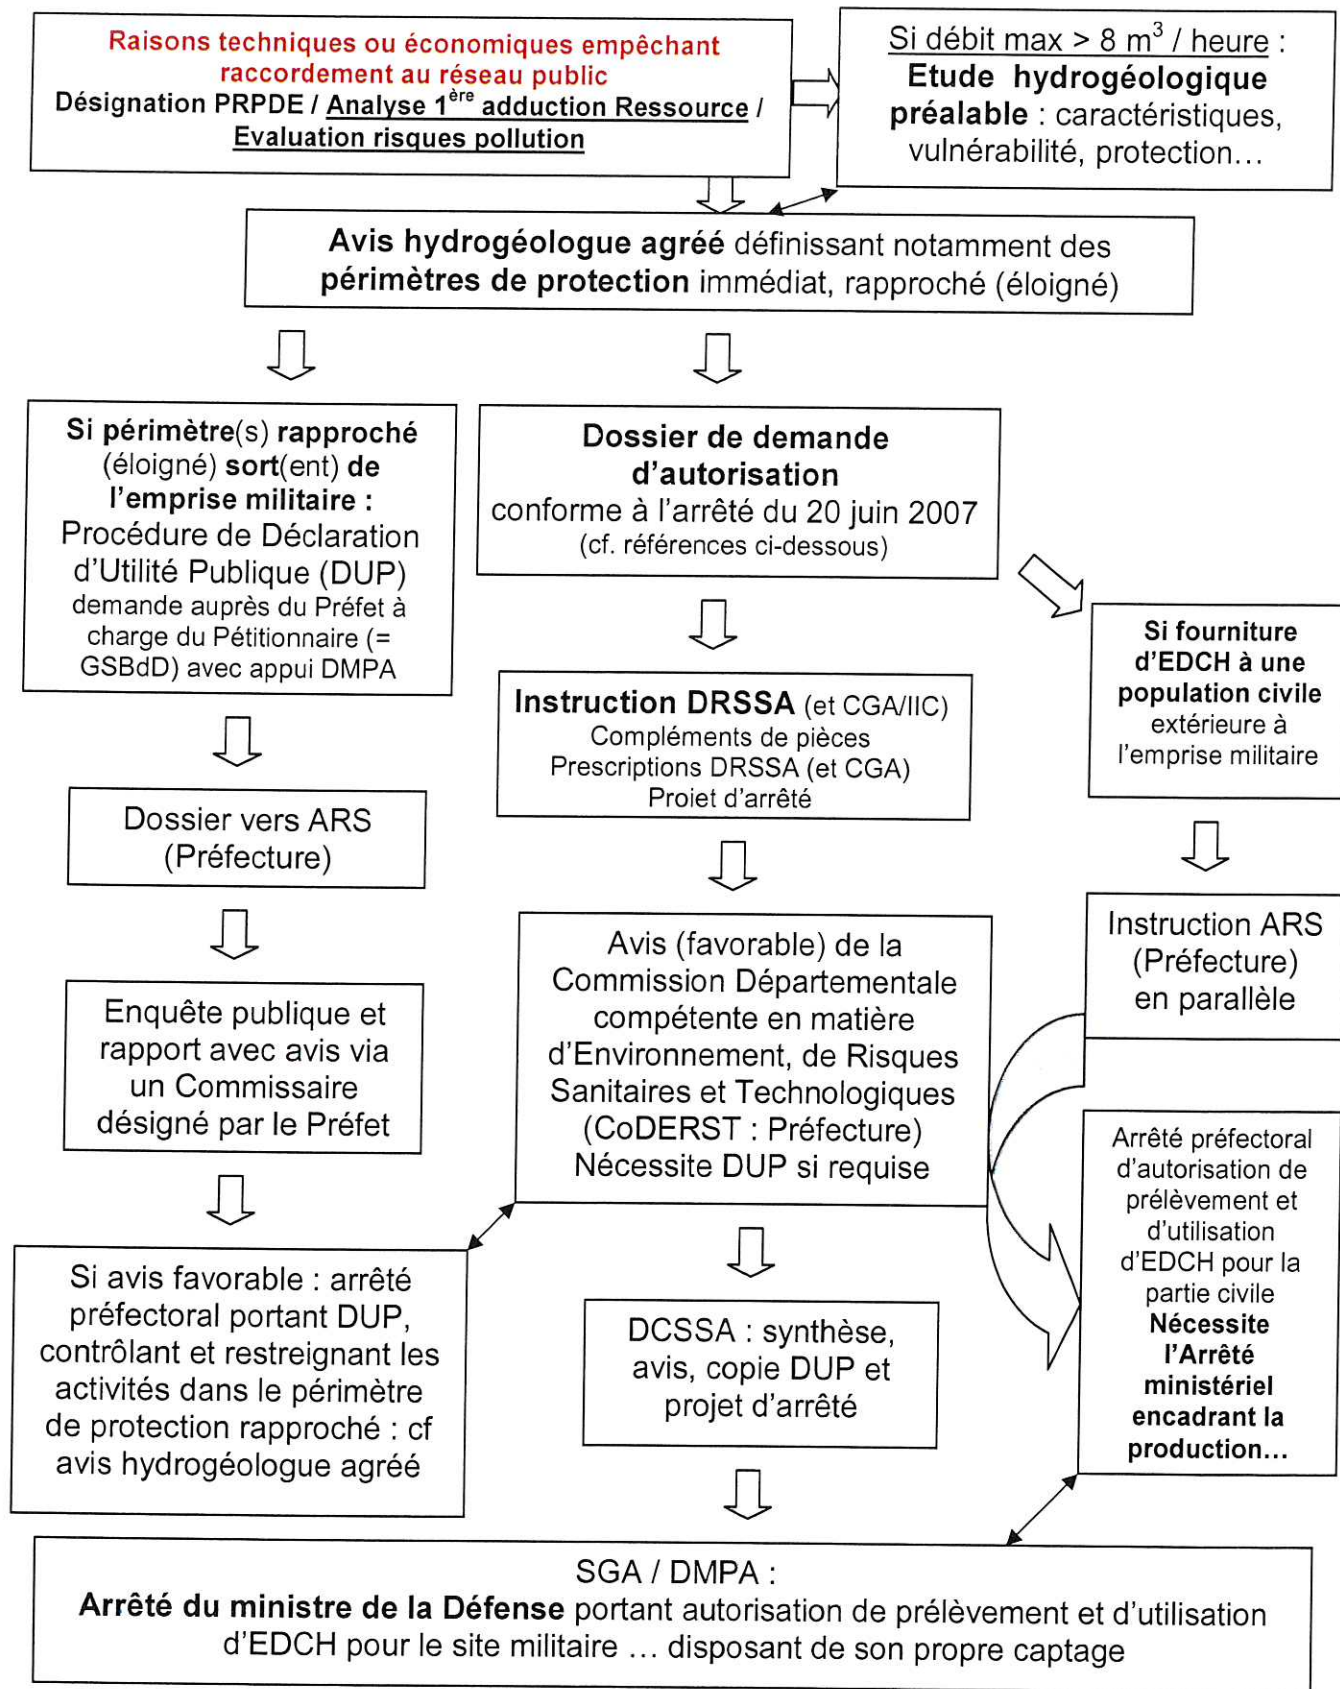 Raisons techniques ou économiques empêchant
raccordement au réseau public
Désignation PRPDE / Analyse 1ère adduction Ressource /
Evaluation risques pollution
Si débit max > 8 m³ / heure :
Etude hydrogéologique
préalable : caractéristiques,
vulnérabilité, protection…
Avis hydrogéologue agréé définissant notamment des
périmètres de protection immédiat, rapproché (éloigné)
Si périmètre(s) rapproché
(éloigné) sort(ent) de
l'emprise militaire :
Procédure de Déclaration
d'Utilité Publique (DUP)
demande auprès du Préfet à
charge du Pétitionnaire (=
GSBdD) avec appui DMPA
Dossier de demande
d'autorisation
conforme à l'arrêté du 20 juin 2007
(cf. références ci-dessous)
Si fourniture
d'EDCH à une
population civile
extérieure à
l'emprise militaire
Instruction DRSSA (et CGA/IIC)
Compléments de pièces
Prescriptions DRSSA (et CGA)
Projet d'arrêté
Dossier vers ARS
(Préfecture)
Instruction ARS
(Préfecture)
en parallèle
Avis (favorable) de la
Commission Départementale
compétente en matière
d'Environnement, de Risques
Sanitaires et Technologiques
(CoDERST : Préfecture)
Nécessite DUP si requise
Enquête publique et
rapport avec avis via
un Commissaire
désigné par le Préfet
Arrêté préfectoral
d'autorisation de
prélèvement et
d'utilisation
d'EDCH pour la
partie civile
Nécessite
l'Arrêté
ministériel
encadrant la
production…
Si avis favorable : arrêté
préfectoral portant DUP,
contrôlant et restreignant les
activités dans le périmètre
de protection rapproché : cf
avis hydrogéologue agréé
DCSSA : synthèse,
avis, copie DUP et
projet d'arrêté
SGA / DMPA :
Arrêté du ministre de la Défense portant autorisation de prélèvement et d'utilisation
d'EDCH pour le site militaire … disposant de son propre captage